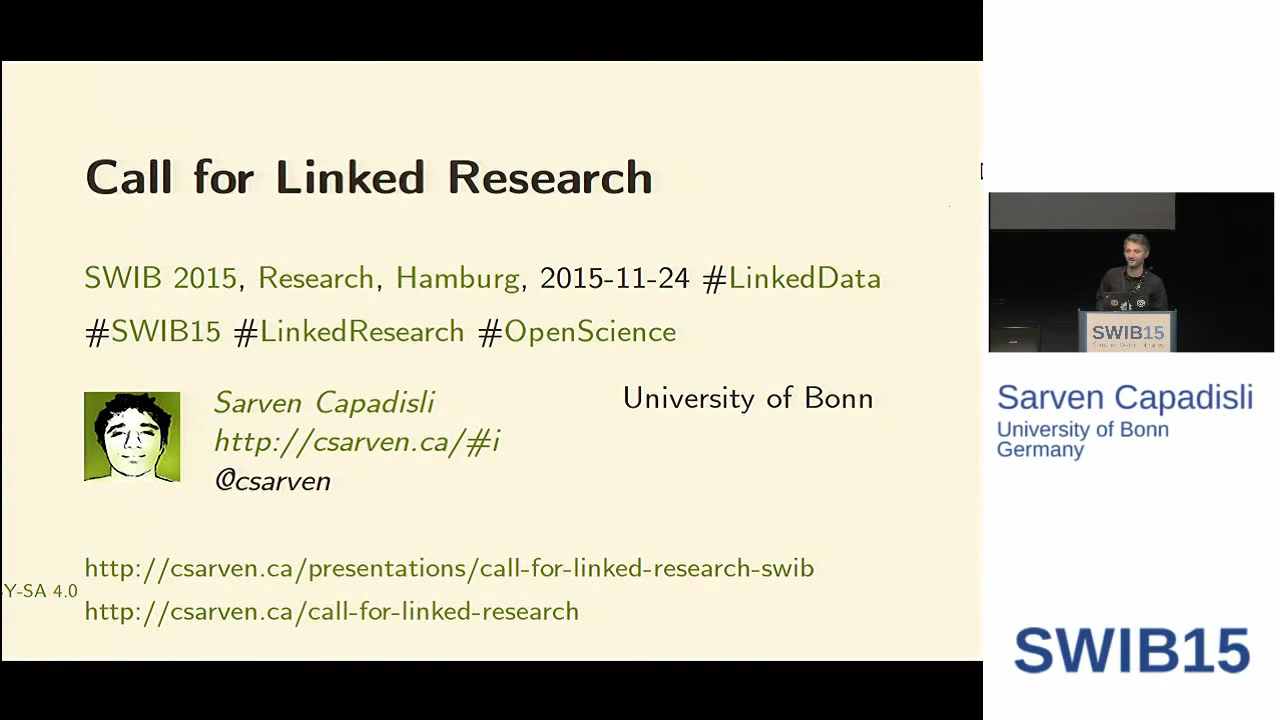 Call for Linked Research
SWIB 2015, Research, Hamburg, 2015-11-24 #LinkedData
#SWIB15 #LinkedResearch #OpenScience
Sarven Capadisli
University of Bonn
http://csarven.ca/#i
@csarven
http://csarven.ca/presentations/call-for-linked-research-swib
Y-SA 4.0
http://csarven.ca/call-for-linked-research
SWIB15
Sarven Capadisli
University of Bonn
Germany
SWIB15